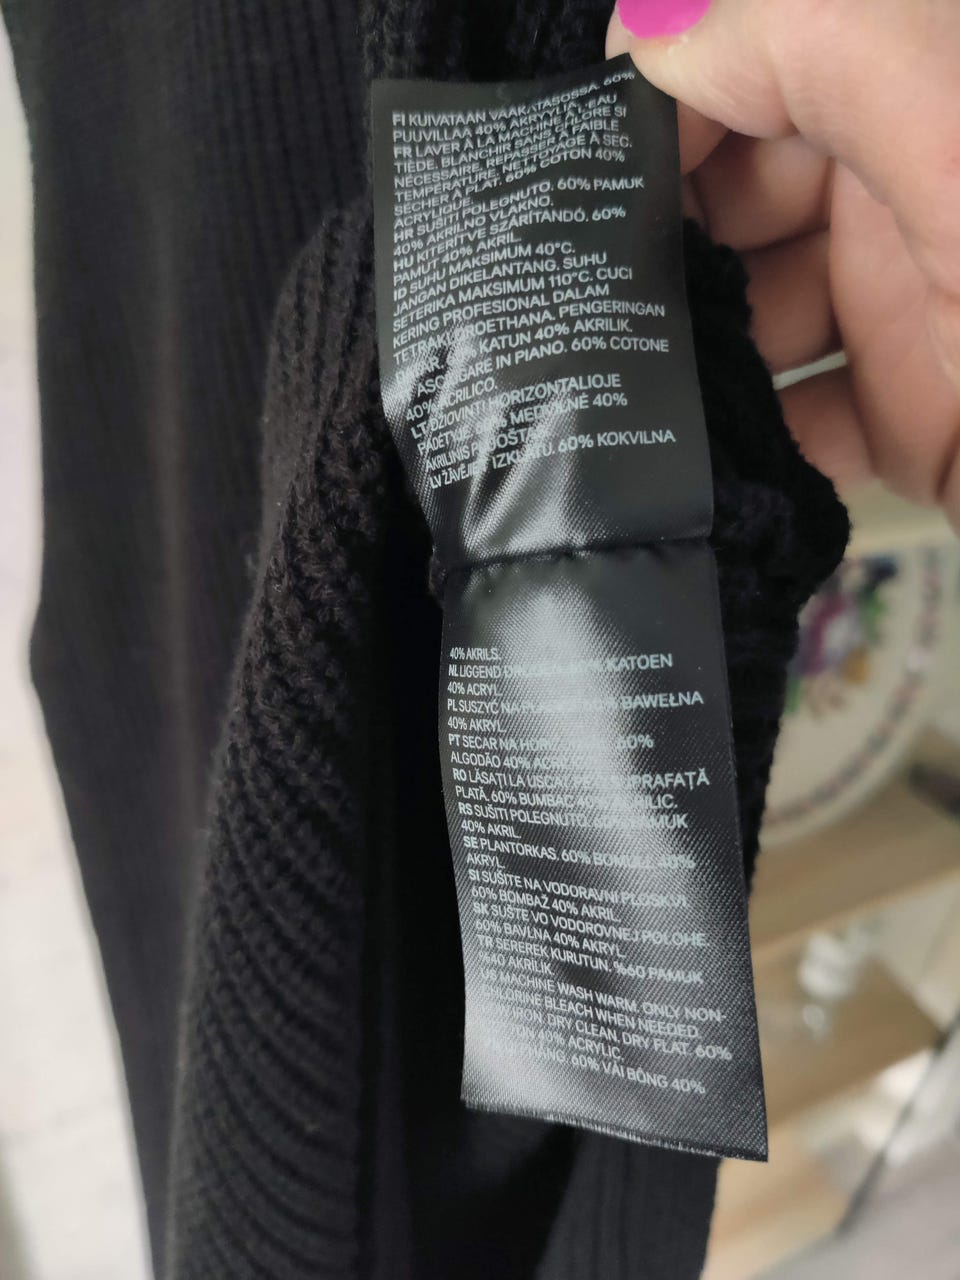 FI KUIVATAAN VAAKATASOSSA. 60%
PUUVILLAA 40% AKRYYLIA.
FR LAVER À LA MACHINE À L'EAU
TIÈDE, BLANCHIR SANS CHLORE SI
NÉCESSAIRE, REPASSER À FAIBLE
TEMPÉRATURE, NETTOYAGE À SEC.
SÉCHER À PLAT. 60% COTON 40%
ACRYLIQUE.
HR SUŠITI POLEGNUTO. 60% PAMUK
40% AKRILNO VLAKNO.
HU KITERÍTVE SZÁRÍTANDÓ. 60%
PAMUT 40% AKRIL.
ID SUHU MAKSIMUM 40°C.
JANGAN DIKELANTANG. SUHU
SETERIKA MAKSIMUM 110°C. CUCI
KERING PROFESIONAL DALAM
TETRAKLOROETHANA. PENGERINGAN
KATUN 40% AKRILIK.
ASCIUGARE IN PIANO. 60% COTONE
40% ACRILICO.
LT DŽIOVINTI HORIZONTALIOJE
PADĖTYJE. MEDVILNĖ 40%
AKRILINIS PLUOŠTAS.
LV ŽĀVĒJIET IZKLĀTU. 60% KOKVILNA
40% AKRILS.
NL LIGGEND KATOEN
40% ACRYL.
PL SUSZYĆ NA BAWEŁNA
40% AKRYL.
PT SECAR NA 60%
ALGODÃO 40%
RO LĂSAȚI LA USCAT SUPRAFAȚĂ
PLATĂ. 60% BUMBAC 40% ACRILIC.
RS SUŠITI POLEGNUTO. PAMUK
40% AKRIL.
SE PLANTORKAS. 60% BOMULL 40%
AKRYL.
SI SUŠITE NA VODORAVNI PLOSKVI.
60% BOMBAŽ 40% AKRIL.
SK SUŠTE VO VODOROVNEJ POLOHE.
60% BAVLNA 40% AKRYL.
TR SEREREK KURUTUN. %60 PAMUK
%40 AKRILIK.
US MACHINE WASH WARM. ONLY NON-
CHLORINE BLEACH WHEN NEEDED.
IRON. DRY CLEAN. DRY FLAT. 60%
COTTON 40% ACRYLIC.
60% VẢI BÔNG 40%